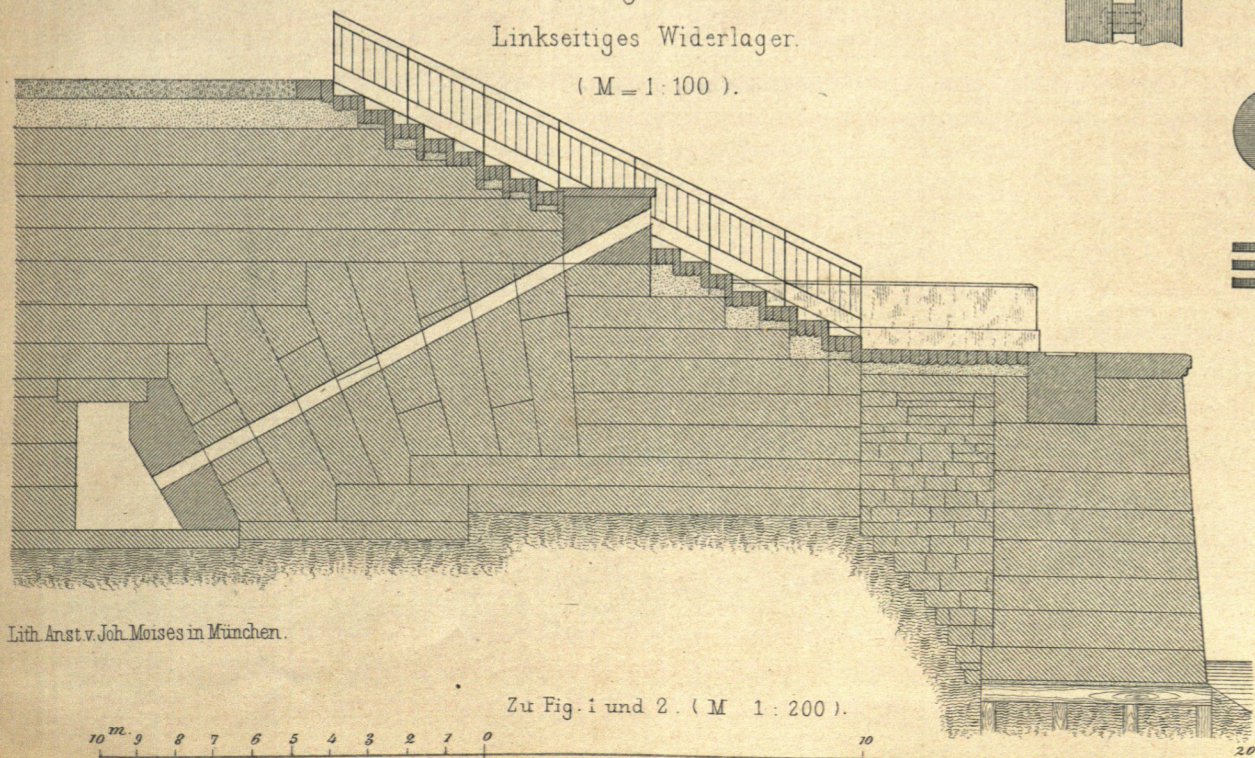 Linkseitiges Widerlager.
( M = 1:100 ).
Lith. Anst. v. Joh. Moises in München.
Zu Fig. 1 und 2. ( M 1:200 ).
10 m. 9 8 7 6 5 4 3 2 1 0 10 20